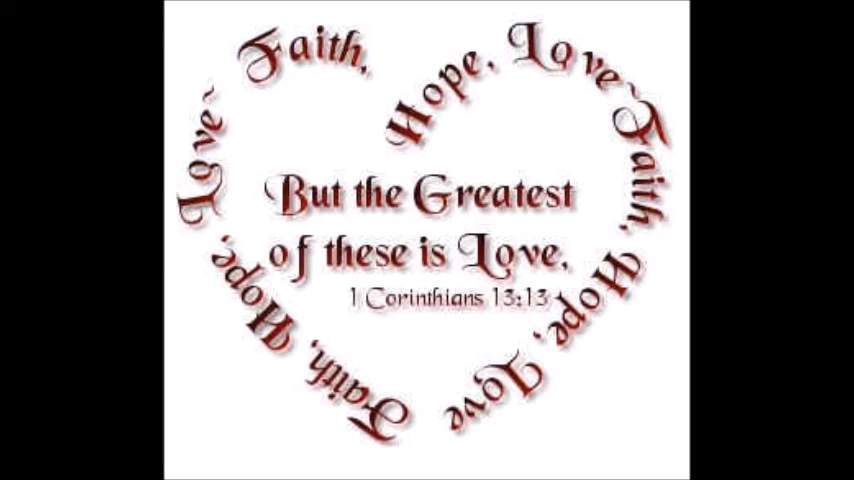 Faith, Hope, Love~Faith, Hope, Love
Faith, Hope, Love~
But the Greatest
of these is Love.
1 Corinthians 13:13